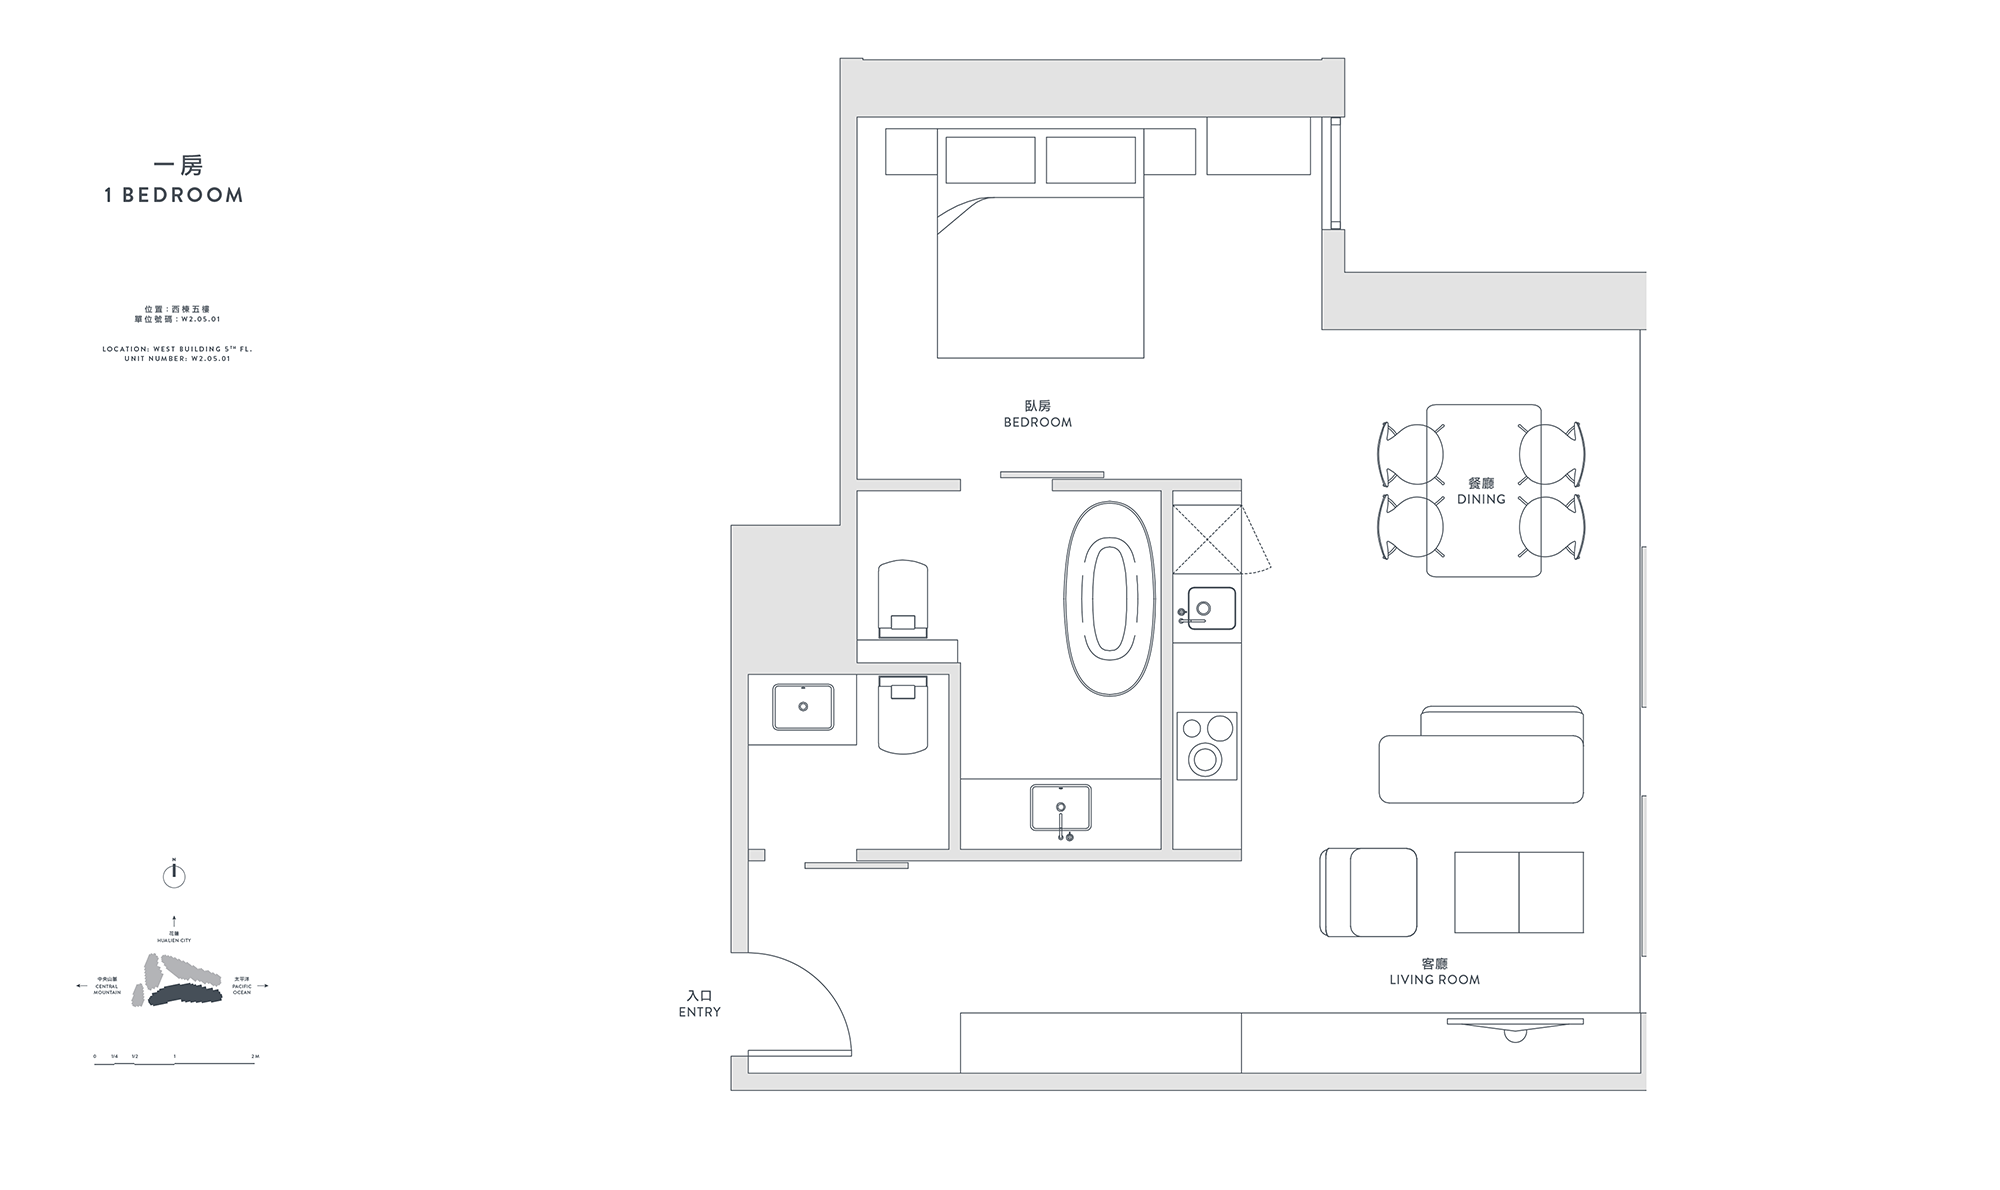 一房
1 BEDROOM
位置：西棟五樓
單位號碼：W2.05.01
LOCATION: WEST BUILDING 5TH FL.
UNIT NUMBER: W2.05.01
臥房
BEDROOM
餐廳
DINING
客廳
LIVING ROOM
入口
ENTRY
N
花蓮
HUALIEN CITY
中央山脈
CENTRAL
MOUNTAIN
太平洋
PACIFIC
OCEAN
0 1/4 1/2 1 2 M